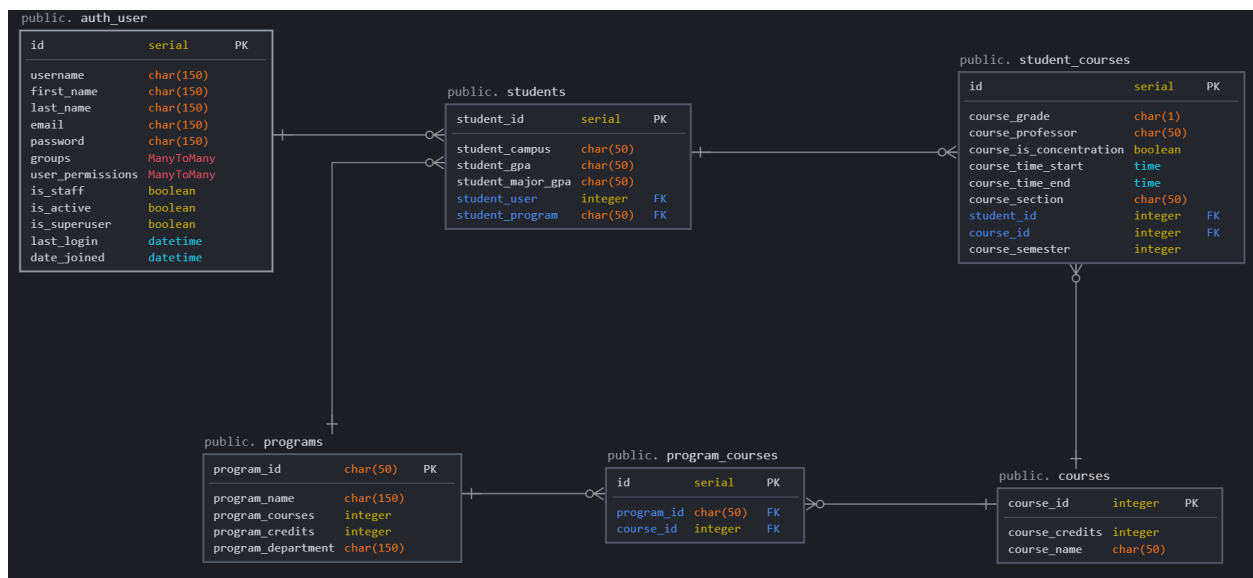 public. auth_user
id serial PK
username char(150)
first_name char(150)
last_name char(150)
email char(150)
password char(150)
groups ManyToMany
user_permissions ManyToMany
is_staff boolean
is_active boolean
is_superuser boolean
last_login datetime
date_joined datetime
public. students
student_id serial PK
student_campus char(50)
student_gpa char(50)
student_major_gpa char(50)
student_user integer FK
student_program char(50) FK
public. student_courses
id serial PK
course_grade char(1)
course_professor char(50)
course_is_concentration boolean
course_time_start time
course_time_end time
course_section char(50)
student_id integer FK
course_id integer FK
course_semester integer
public. programs
program_id char(50) PK
program_name char(150)
program_courses integer
program_credits integer
program_department char(150)
public. program_courses
id serial PK
program_id char(50) FK
course_id integer FK
public. courses
course_id integer PK
course_credits integer
course_name char(50)